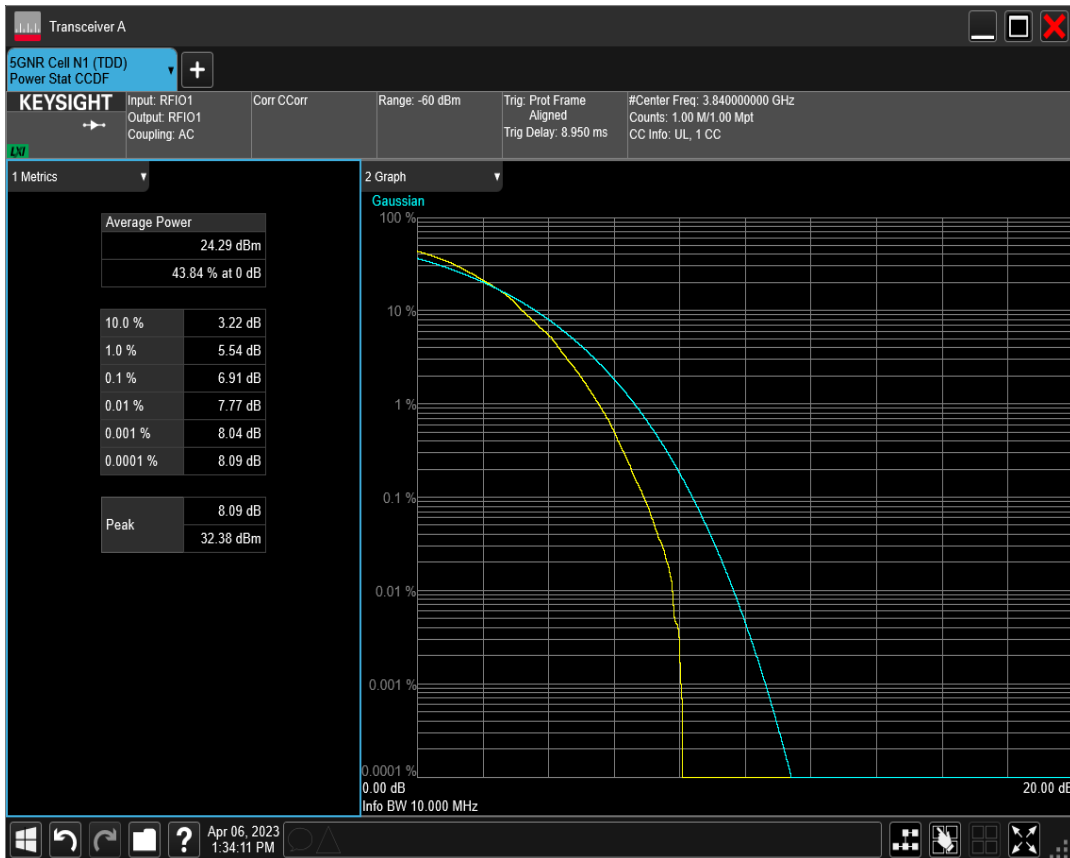 Transceiver A
5GNR Cell N1 (TDD)
Power Stat CCDF
+
KEYSIGHT
LXI
Input: RFIO1
Output: RFIO1
Coupling: AC
Corr CCorr
Range: -60 dBm
Trig: Prot Frame
Aligned
Trig Delay: 8.950 ms
#Center Freq: 3.840000000 GHz
Counts: 1.00 M/1.00 Mpt
CC Info: UL, 1 CC
1 Metrics
Average Power
24.29 dBm
43.84 % at 0 dB
10.0 % 3.22 dB
1.0 % 5.54 dB
0.1 % 6.91 dB
0.01 % 7.77 dB
0.001 % 8.04 dB
0.0001 % 8.09 dB
Peak 8.09 dB
32.38 dBm
2 Graph
Gaussian
100 %
10 %
1 %
0.1 %
0.01 %
0.001 %
0.0001 %
0.00 dB 20.00 dB
Info BW 10.000 MHz
?
Apr 06, 2023
1:34:11 PM